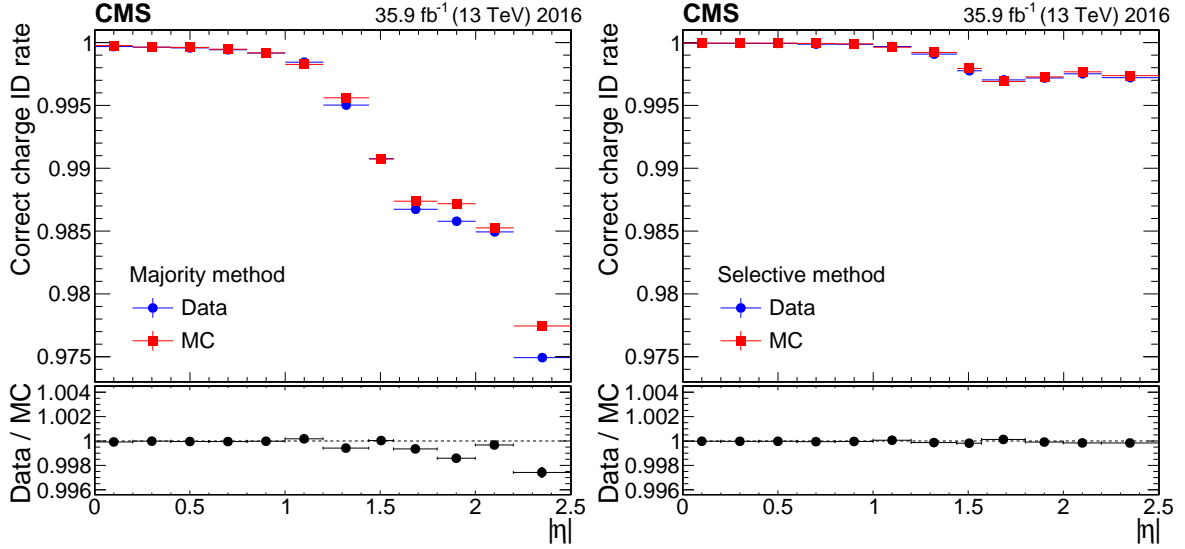 CMS
35.9 fb⁻¹ (13 TeV) 2016
Correct charge ID rate
1
0.995
0.99
0.985
0.98
0.975
Majority method
Data
MC
Data / MC
1.004
1.002
1
0.998
0.996
0
0.5
1
1.5
2
2.5
|η|
CMS
35.9 fb⁻¹ (13 TeV) 2016
Correct charge ID rate
1
0.995
0.99
0.985
0.98
0.975
Selective method
Data
MC
Data / MC
1.004
1.002
1
0.998
0.996
0
0.5
1
1.5
2
2.5
|η|